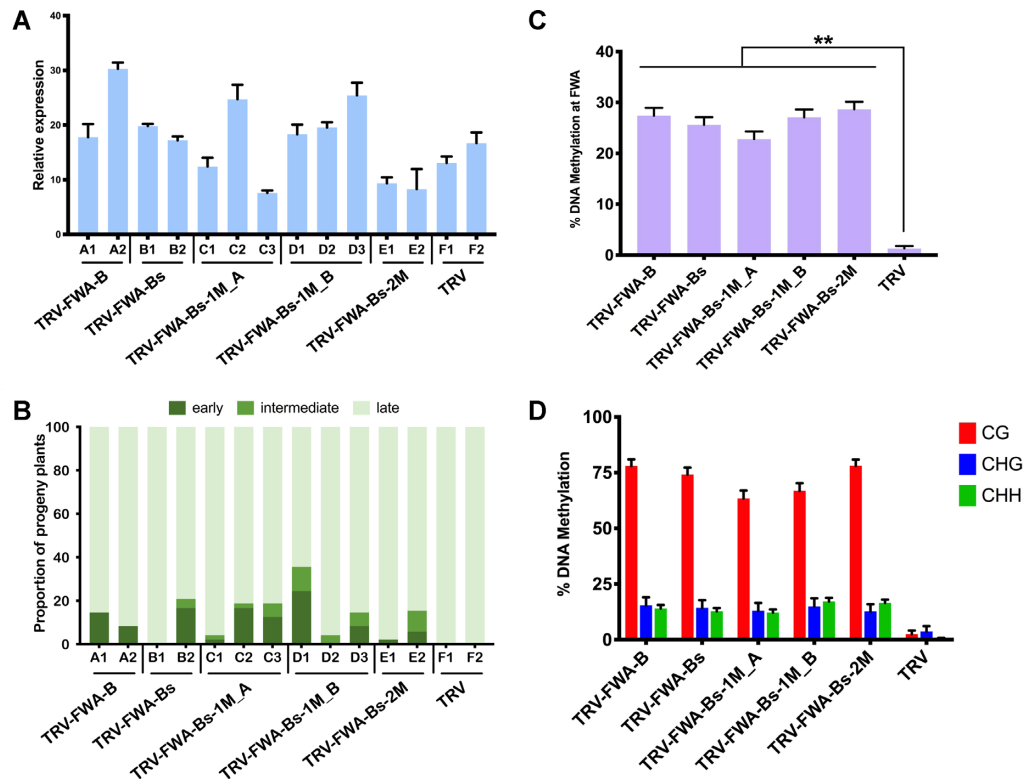 A
Relative expression
40
30
20
10
0
A1 A2 B1 B2 C1 C2 C3 D1 D2 D3 E1 E2 F1 F2
TRV-FWA-B
TRV-FWA-Bs
TRV-FWA-Bs-1M_A
TRV-FWA-Bs-1M_B
TRV-FWA-Bs-2M
TRV
C
% DNA Methylation at FWA
40
30
20
10
0
**
TRV-FWA-B
TRV-FWA-Bs
TRV-FWA-Bs-1M_A
TRV-FWA-Bs-1M_B
TRV-FWA-Bs-2M
TRV
B
early intermediate late
Proportion of progeny plants
100
80
60
40
20
0
A1 A2 B1 B2 C1 C2 C3 D1 D2 D3 E1 E2 F1 F2
TRV-FWA-B
TRV-FWA-Bs
TRV-FWA-Bs-1M_A
TRV-FWA-Bs-1M_B
TRV-FWA-Bs-2M
TRV
D
% DNA Methylation
100
75
50
25
0
CG
CHG
CHH
TRV-FWA-B
TRV-FWA-Bs
TRV-FWA-Bs-1M_A
TRV-FWA-Bs-1M_B
TRV-FWA-Bs-2M
TRV